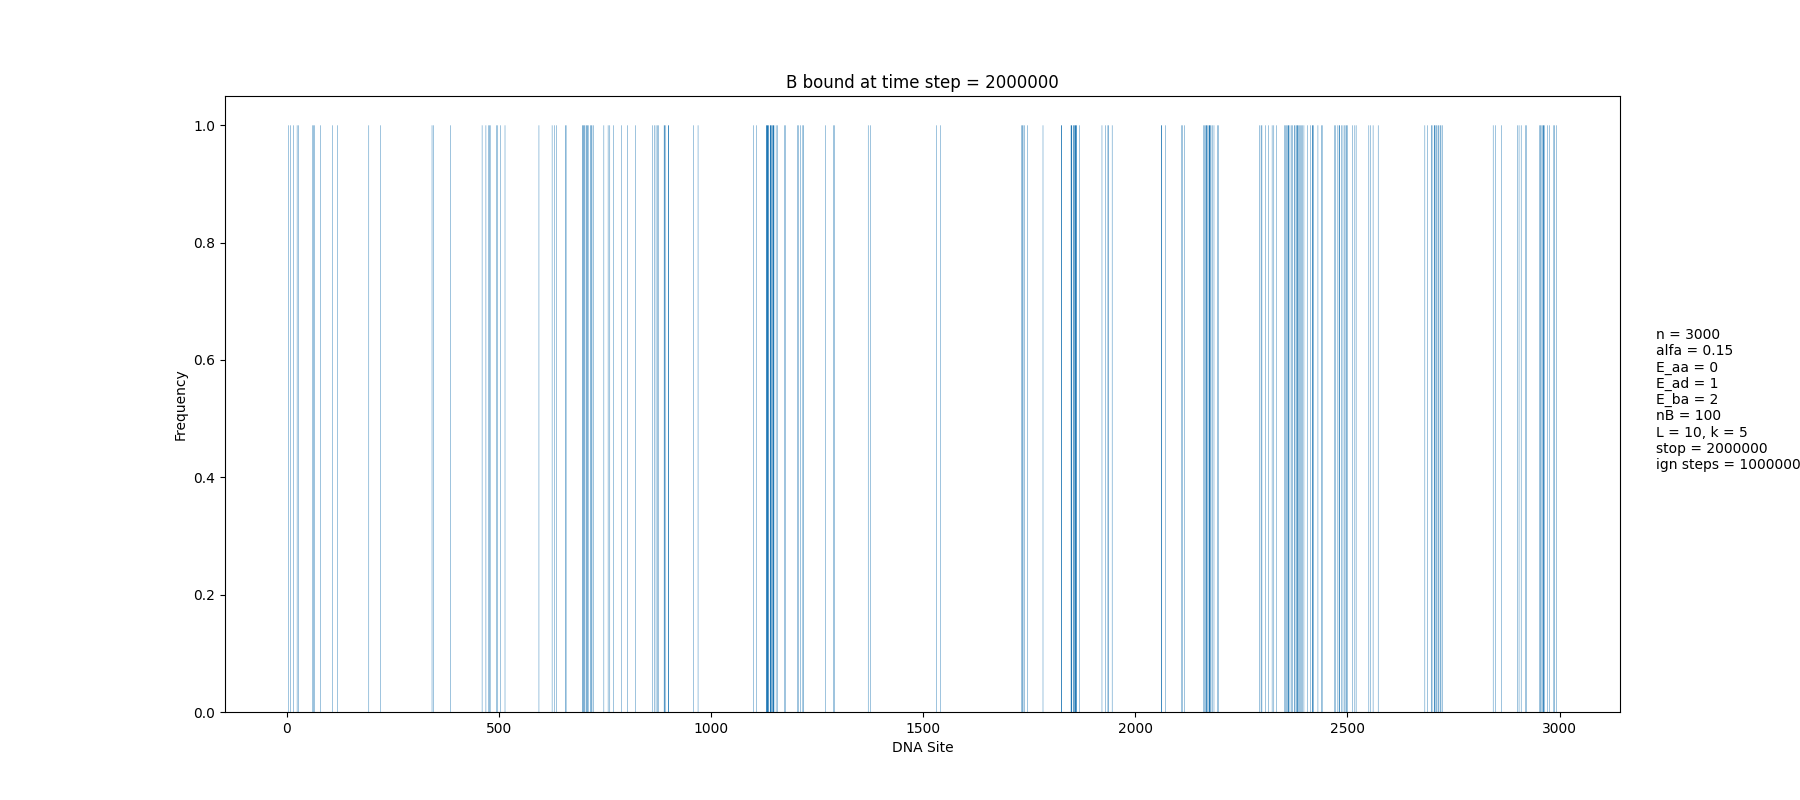 B bound at time step = 2000000
1.0
0.8
0.6
0.4
0.2
0.0
Frequency
0 500 1000 1500 2000 2500 3000
DNA Site
n = 3000
alfa = 0.15
E_aa = 0
E_ad = 1
E_ba = 2
nB = 100
L = 10, k = 5
stop = 2000000
ign steps = 1000000